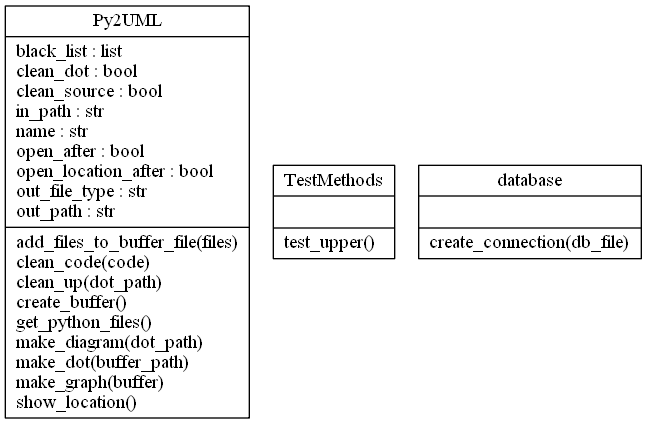 Py2UML
black_list : list
clean_dot : bool
clean_source : bool
in_path : str
name : str
open_after : bool
open_location_after : bool
out_file_type : str
out_path : str
add_files_to_buffer_file(files)
clean_code(code)
clean_up(dot_path)
create_buffer()
get_python_files()
make_diagram(dot_path)
make_dot(buffer_path)
make_graph(buffer)
show_location()
TestMethods
test_upper()
database
create_connection(db_file)